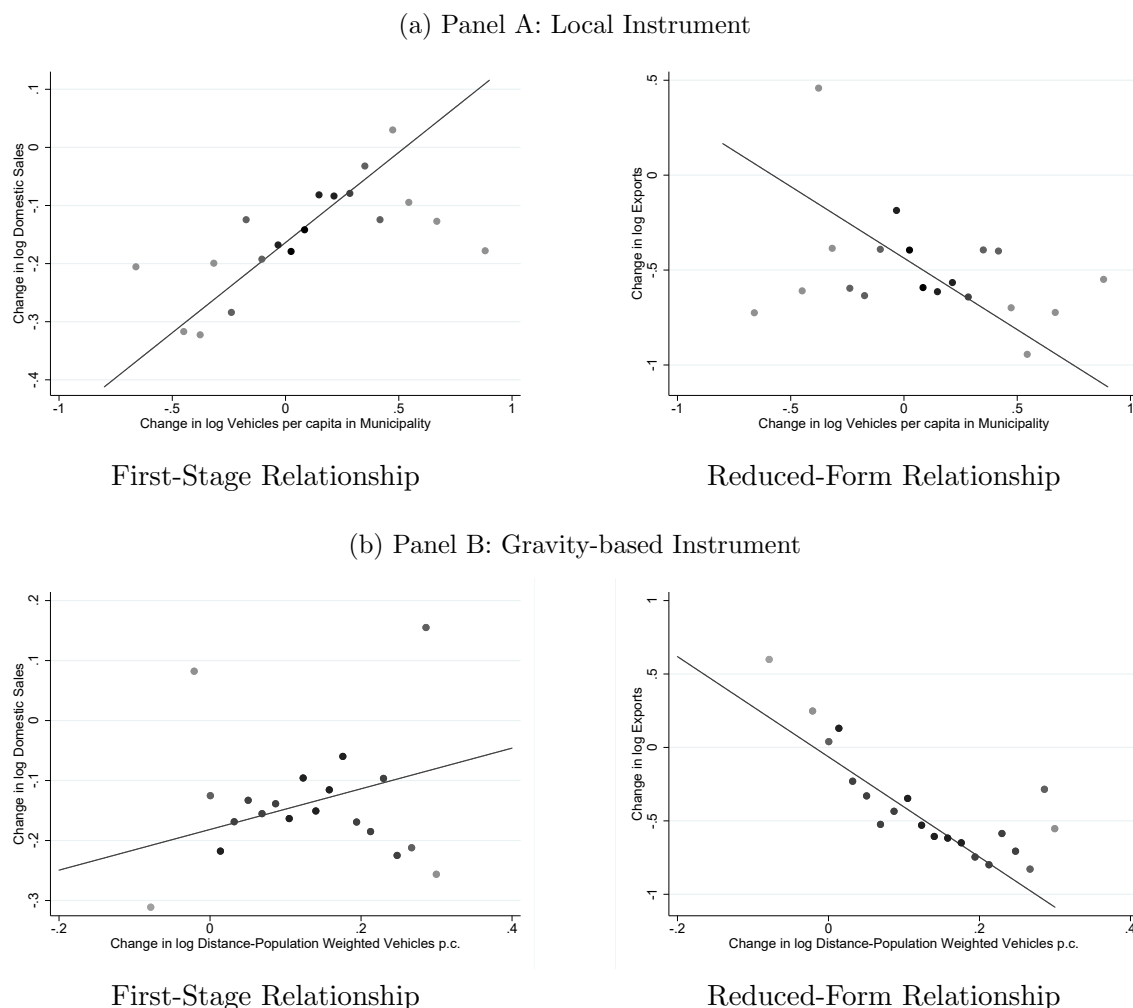 (a) Panel A: Local Instrument
Change in log Domestic Sales
.1
0
-.1
-.2
-.3
-.4
-1
-.5
0
.5
1
Change in log Vehicles per capita in Municipality
First-Stage Relationship
Change in log Exports
.5
0
-.5
-1
-1
-.5
0
.5
1
Change in log Vehicles per capita in Municipality
Reduced-Form Relationship
(b) Panel B: Gravity-based Instrument
Change in log Domestic Sales
.2
.1
0
-.1
-.2
-.3
-.2
0
.2
.4
Change in log Distance-Population Weighted Vehicles p.c.
First-Stage Relationship
Change in log Exports
1
.5
0
-.5
-1
-.2
0
.2
.4
Change in log Distance-Population Weighted Vehicles p.c.
Reduced-Form Relationship